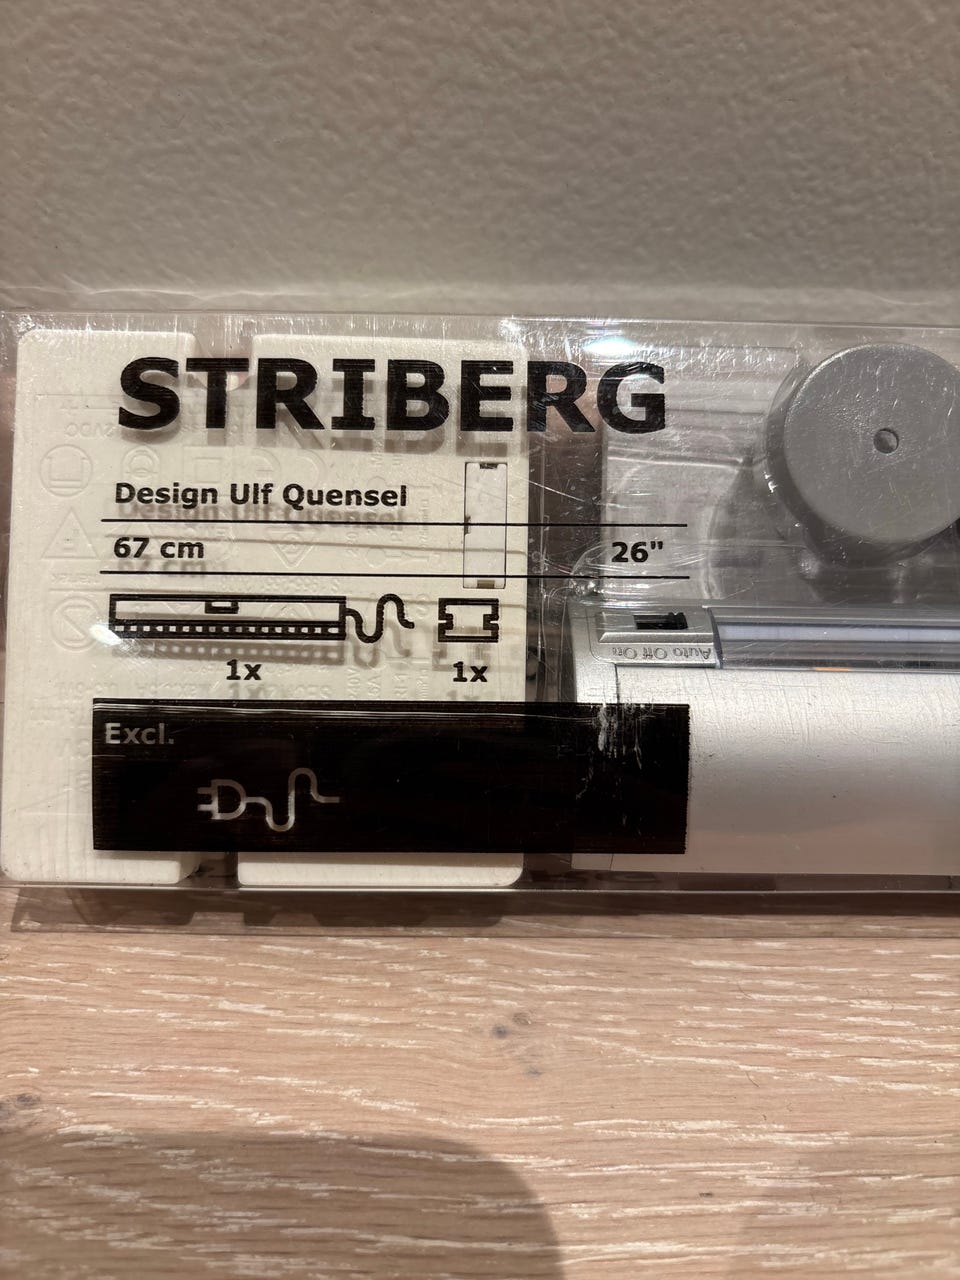 STRIBERG
Design Ulf Quensel
67 cm 26"
1x 1x
Excl.
Auto Off On